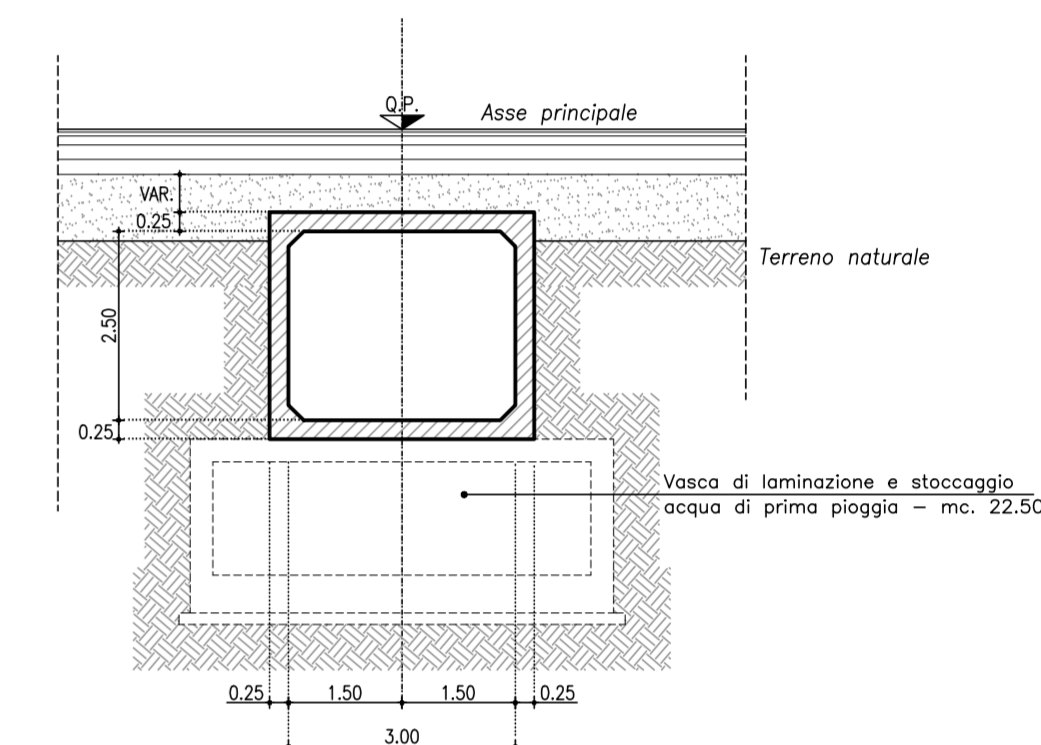 Q.P.
Asse principale
VAR.
0.25
Terreno naturale
2.50
0.25
Vasca di laminazione e stoccaggio
acqua di prima pioggia – mc. 22.50
0.25 1.50 1.50 0.25
3.00